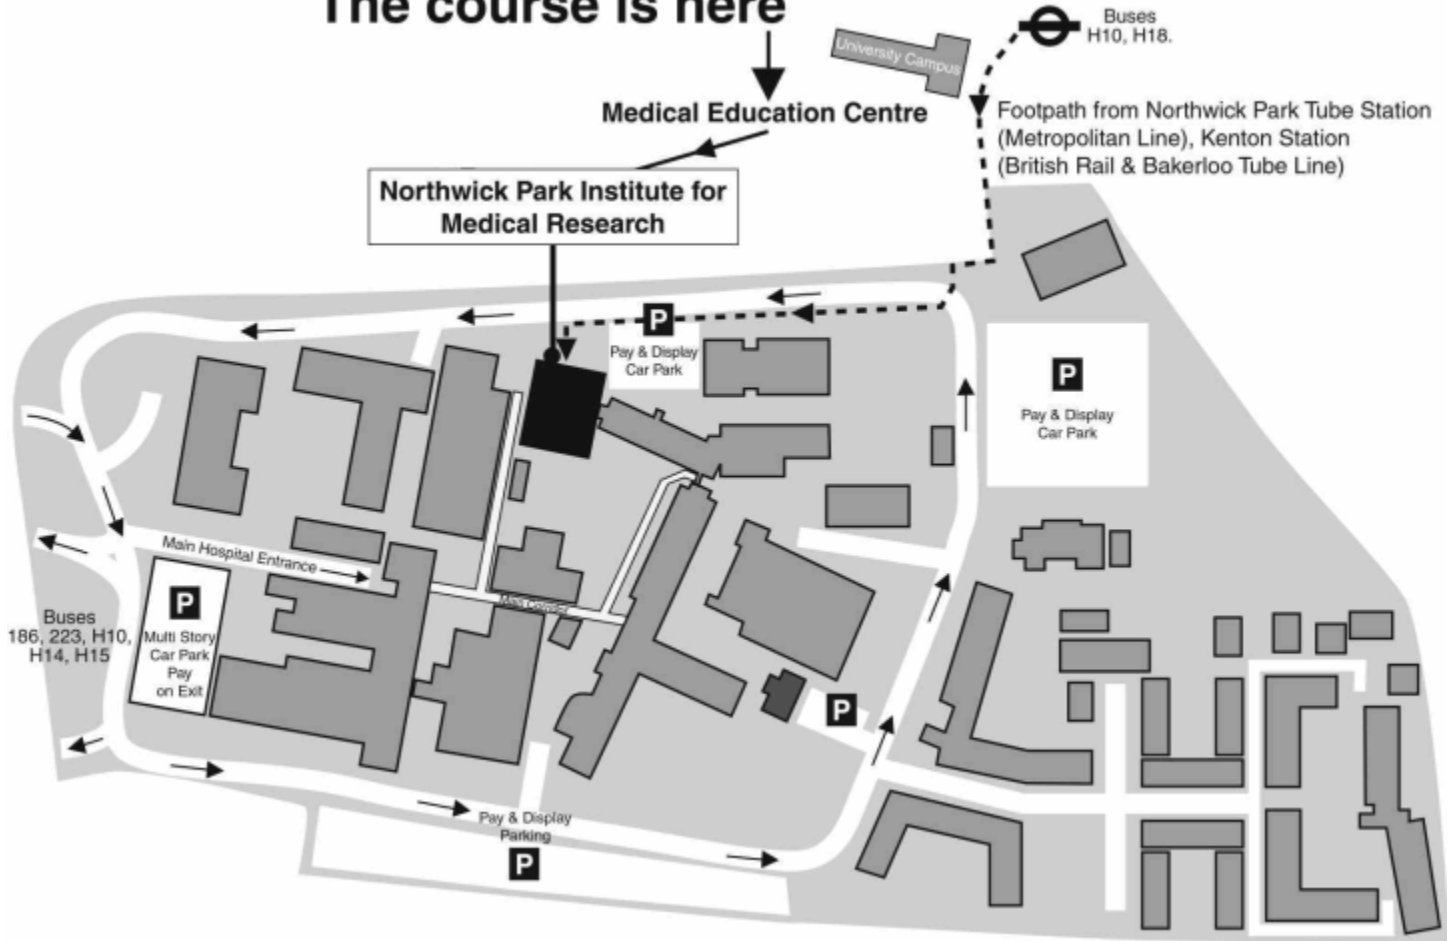 The course is here
University Campus
Buses
H10, H18.
Medical Education Centre
Footpath from Northwick Park Tube Station
(Metropolitan Line), Kenton Station
(British Rail & Bakerloo Tube Line)
Northwick Park Institute for
Medical Research
P
Pay & Display
Car Park
P
Pay & Display
Car Park
Main Hospital Entrance
Main Corridor
Buses
186, 223, H10,
H14, H15
P
Multi Story
Car Park
Pay
on Exit
P
Pay & Display
Parking
P